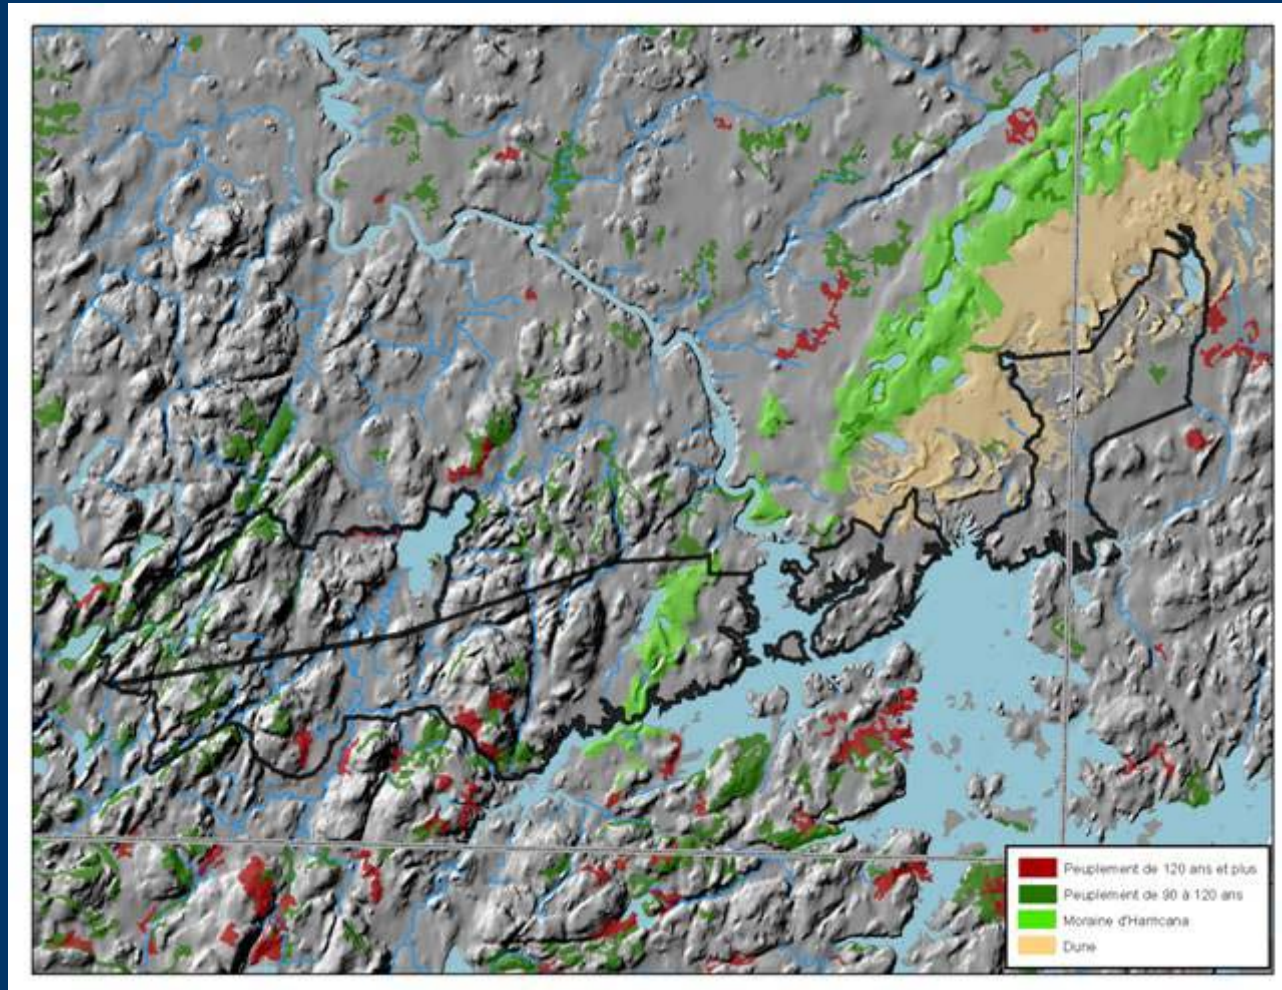 Peuplement de 120 ans et plus
Peuplement de 90 à 120 ans
Moraine d'Harricana
Dune